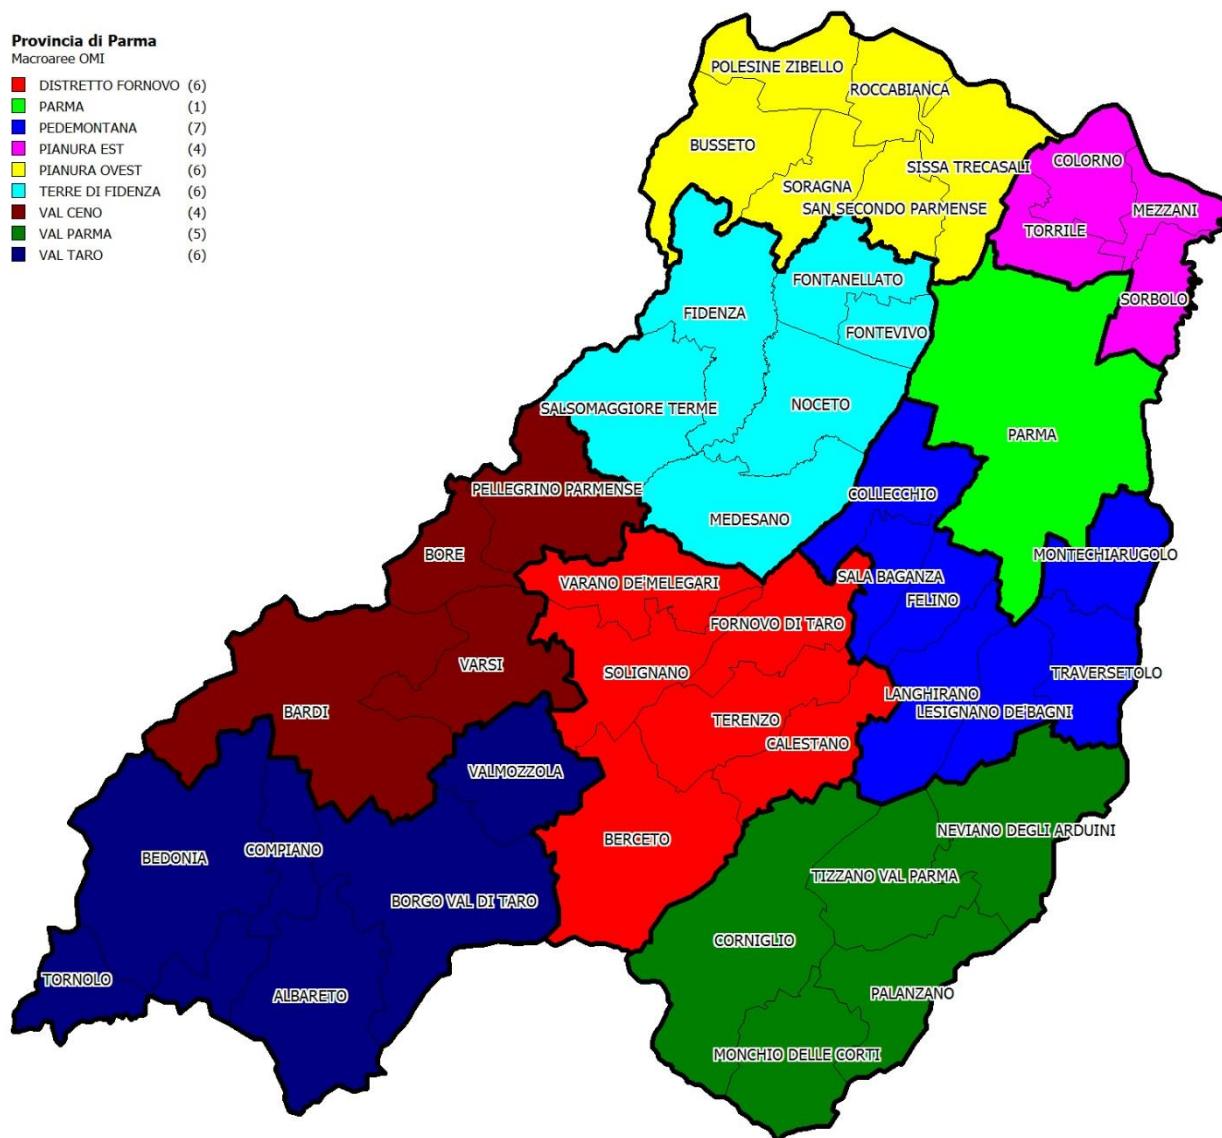 Provincia di Parma
Macroaree OMI
DISTRETTO FORNOVO (6)
PARMA (1)
PEDEMONTANA (7)
PIANURA EST (4)
PIANURA OVEST (6)
TERRE DI FIDENZA (6)
VAL CENO (4)
VAL PARMA (5)
VAL TARO (6)
POLESINE ZIBELLO
ROCCABIANCA
BUSSETO
SISSA TRECASALI
COLORNO
SORAGNA
SAN SECONDO PARMENSE
MEZZANI
TORRILE
FONTANELLATO
SORBOLO
FIDENZA
FONTEVIVO
SALSOMAGGIORE TERME
NOCETO
PARMA
COLLECCHIO
PELLEGRINO PARMENSE
MEDESANO
BORE
MONTECHIARUGOLO
VARANO DE'MELEGARI
SALA BAGANZA
FELINO
FORNOVO DI TARO
VARSI
SOLIGNANO
TRAVERSETOLO
LANGHIRANO
LESIGNANO DE'BAGNI
BARDI
TERENZO
CALESTANO
VALMOZZOLA
BERCETO
NEVIANO DEGLI ARDUINI
COMPIANO
BEDONIA
TIZZANO VAL PARMA
BORGO VAL DI TARO
CORNIGLIO
TORNOLO
ALBARETO
PALANZANO
MONCHIO DELLE CORTI